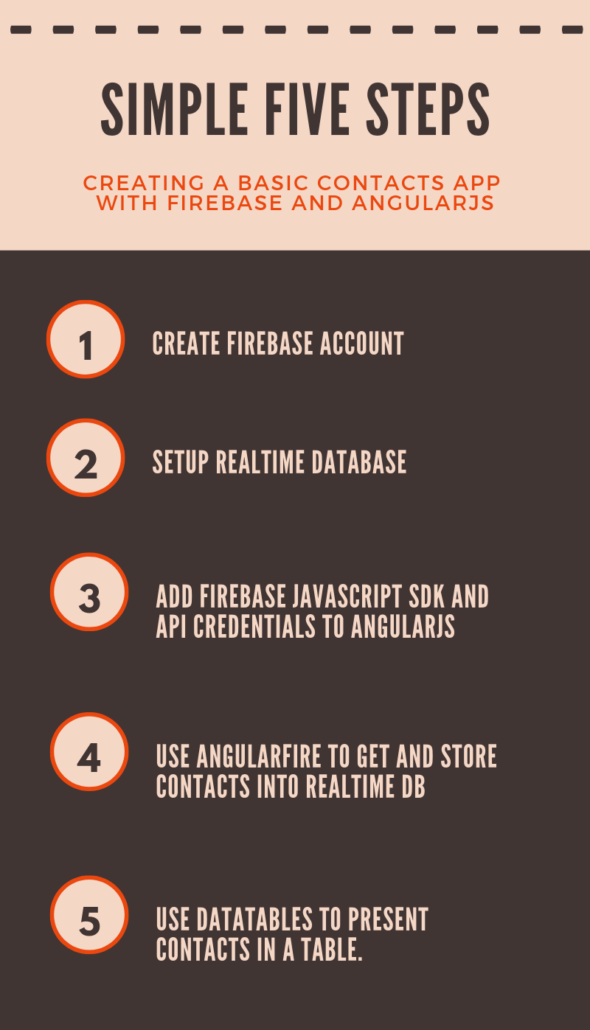 SIMPLE FIVE STEPS
CREATING A BASIC CONTACTS APP
WITH FIREBASE AND ANGULARJS
1
CREATE FIREBASE ACCOUNT
2
SETUP REALTIME DATABASE
3
ADD FIREBASE JAVASCRIPT SDK AND
API CREDENTIALS TO ANGULARJS
4
USE ANGULARFIRE TO GET AND STORE
CONTACTS INTO REALTIME DB
5
USE DATATABLES TO PRESENT
CONTACTS IN A TABLE.